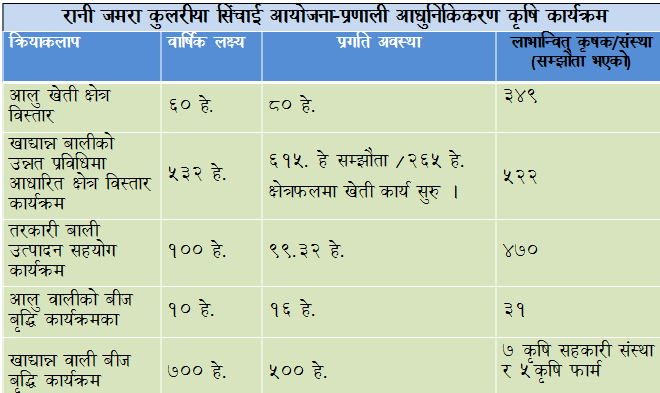 रानी जमरा कुलरीया सिंचाई आयोजना-प्रणाली आधुनिकिकरण कृषि कार्यक्रम
क्रियाकलाप वार्षिक लक्ष्य प्रगति अवस्था लाभान्वित् कृषक/संस्था
(सम्झौता भएको)
आलु खेती क्षेत्र
विस्तार
६० हे.
८० हे.
३४९
खाद्यान्न बालीको
उन्नत प्रविधिमा
आधारित क्षेत्र विस्तार
कार्यक्रम
५३२ हे.
६१५. हे सम्झौता /२६५ हे.
क्षेत्रफलमा खेती कार्य सुरु ।
५२२
तरकारी बाली
उत्पादन सहयोग
कार्यक्रम
१०० हे.
९९.३२ हे.
४७०
आलु वालीको बीज
बृद्धि कार्यक्रमका
१० हे.
१६ हे.
३१
खाद्यान्न वाली बीज
बृद्धि कार्यक्रम
७०० हे.
५०० हे.
७ कृषि सहकारी संस्था
र ५ कृषि फार्म